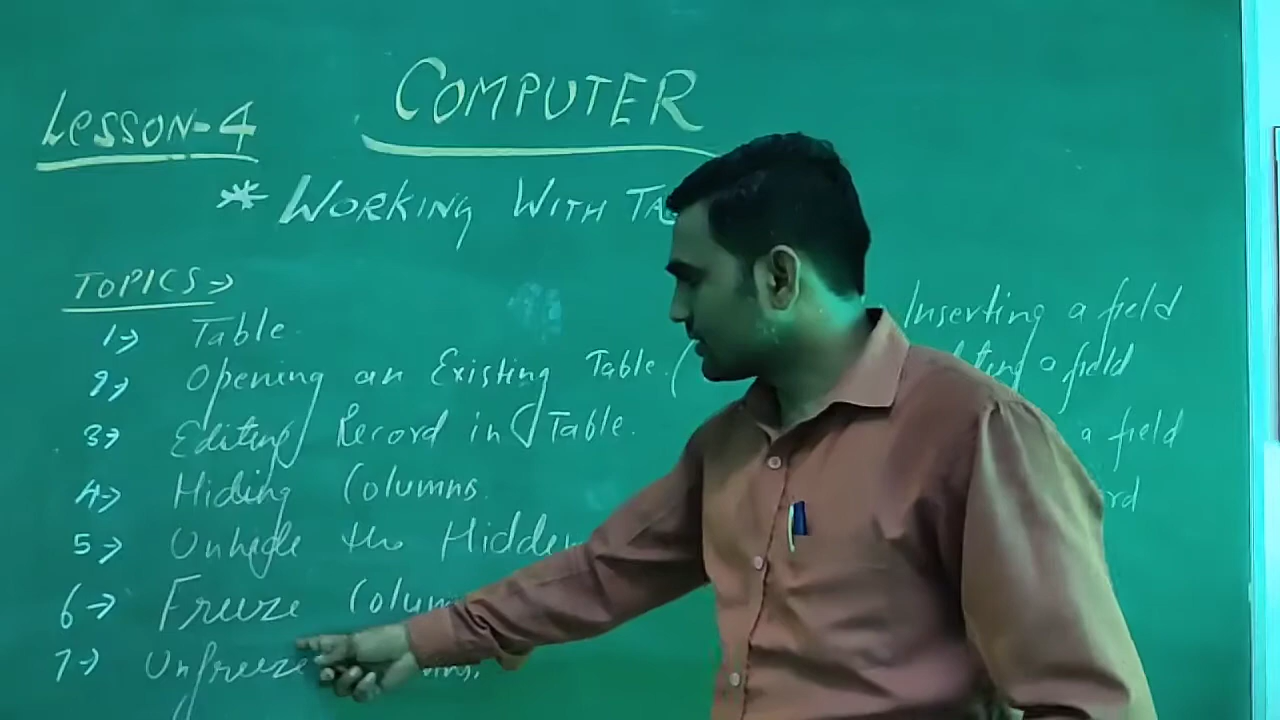 COMPUTER
LESSON-4
* WORKING WITH
TOPICS →
1→ Table.
2→ Opening an Existing Table.(
3→ Editing Record in Table.
4→ Hiding Columns.
5→ Unhide the Hidden
6→ Freeze
7→ Unfreeze
Inserting a field
a field
a field